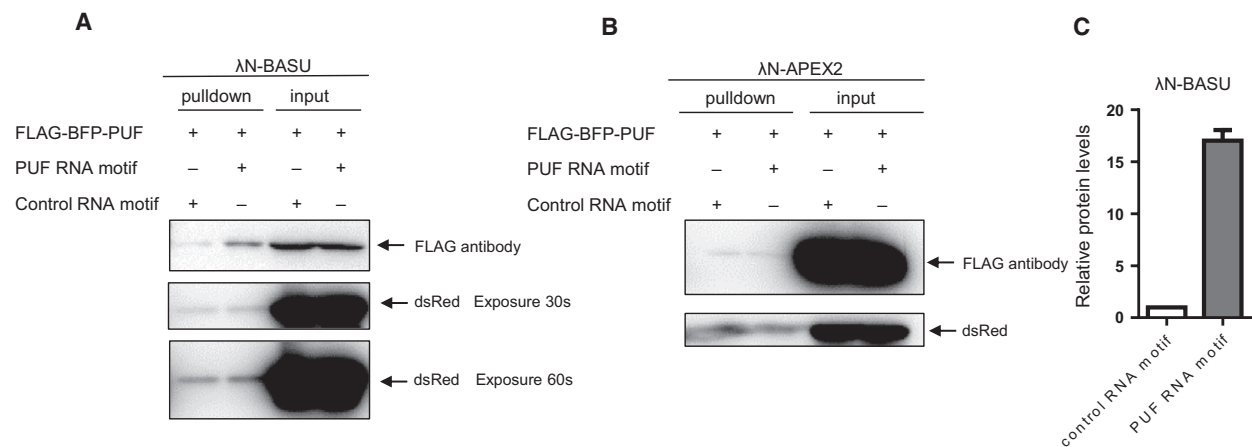 A
λN-BASU
pulldown input
FLAG-BFP-PUF + + + +
PUF RNA motif – + – +
Control RNA motif + – + –
FLAG antibody
dsRed Exposure 30s
dsRed Exposure 60s
B
λN-APEX2
pulldown input
FLAG-BFP-PUF + + + +
PUF RNA motif – + – +
Control RNA motif + – + –
FLAG antibody
dsRed
C
λN-BASU
Relative protein levels
20
15
10
5
0
control RNA motif
PUF RNA motif